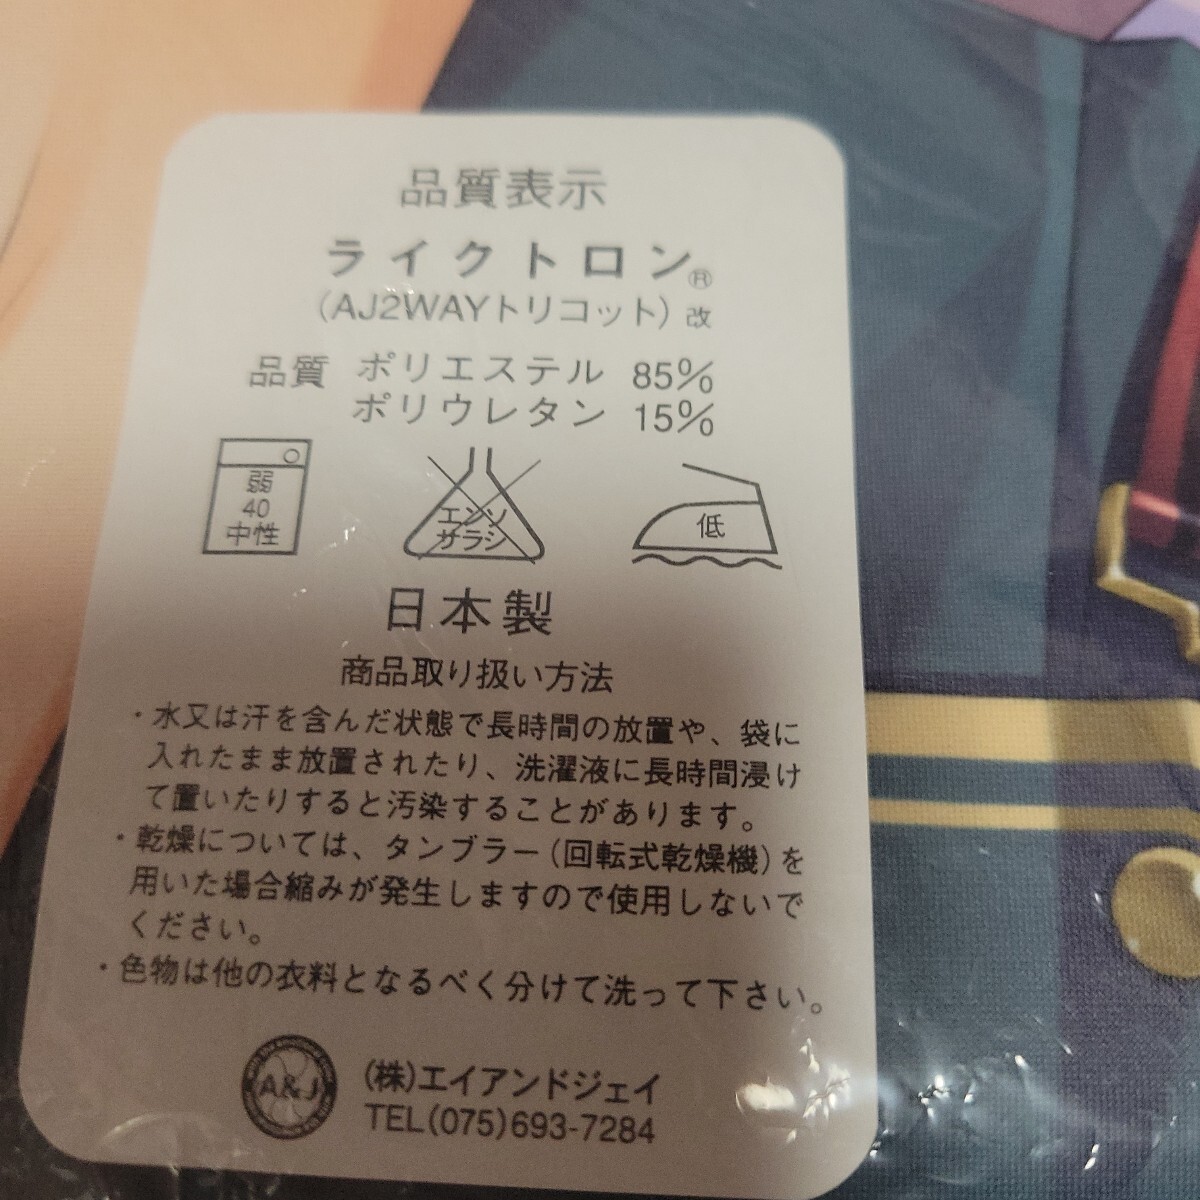 品質表示
ライクトロン®
(AJ2WAYトリコット) 改
品質 ポリエステル 85%
ポリウレタン 15%
弱
40
中性
エンソ
サラシ
低
日本製
商品取り扱い方法
・水又は汗を含んだ状態で長時間の放置や、袋に
入れたまま放置されたり、洗濯液に長時間浸け
て置いたりすると汚染することがあります。
・乾燥については、タンブラー(回転式乾燥機)を
用いた場合縮みが発生しますので使用しないで
ください。
・色物は他の衣料となるべく分けて洗って下さい。
A&J
(株)エイアンドジェイ
TEL(075)693-7284